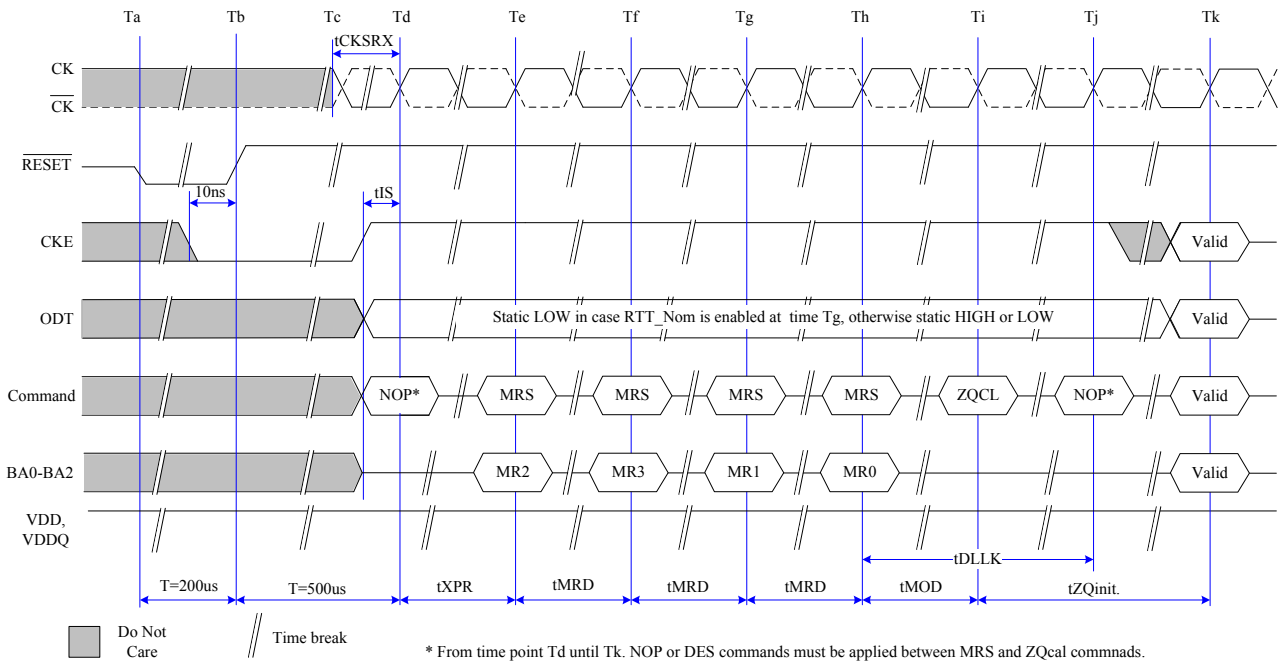 Ta Tb Tc Td Te Tf Tg Th Ti Tj Tk
tCKSRX
CK
CK
RESET
10ns
tIS
CKE
Valid
ODT
Static LOW in case RTT_Nom is enabled at time Tg, otherwise static HIGH or LOW
Valid
Command
NOP* MRS MRS MRS MRS ZQCL NOP* Valid
BA0-BA2
MR2 MR3 MR1 MR0 Valid
VDD,
VDDQ
tDLLK
T=200us T=500us tXPR tMRD tMRD tMRD tMOD tZQinit.
Do Not
Care
Time break
* From time point Td until Tk. NOP or DES commands must be applied between MRS and ZQcal commnads.